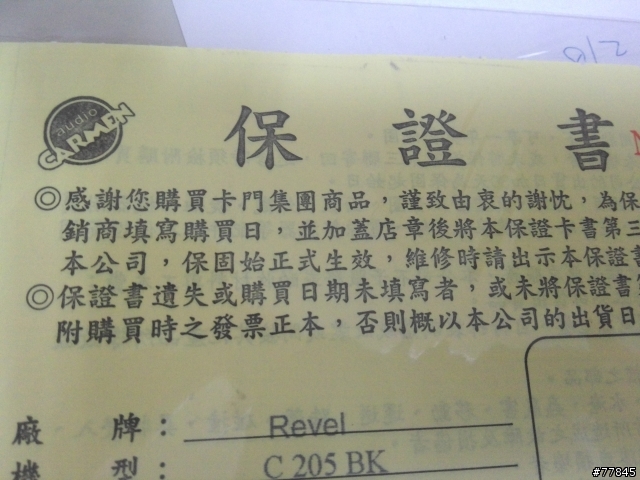 audio
CARMEN
保 證 書
◎感謝您購買卡門集團商品，謹致由衷的謝忱，為保
銷商填寫購買日，並加蓋店章後將本保證卡書第三
本公司，保固始正式生效，維修時請出示本保證書
◎保證書遺失或購買日期未填寫者，或未將保證書第
附購買時之發票正本，否則概以本公司的出貨日
廠 牌：Revel
機 型：C 205 BK
#77845